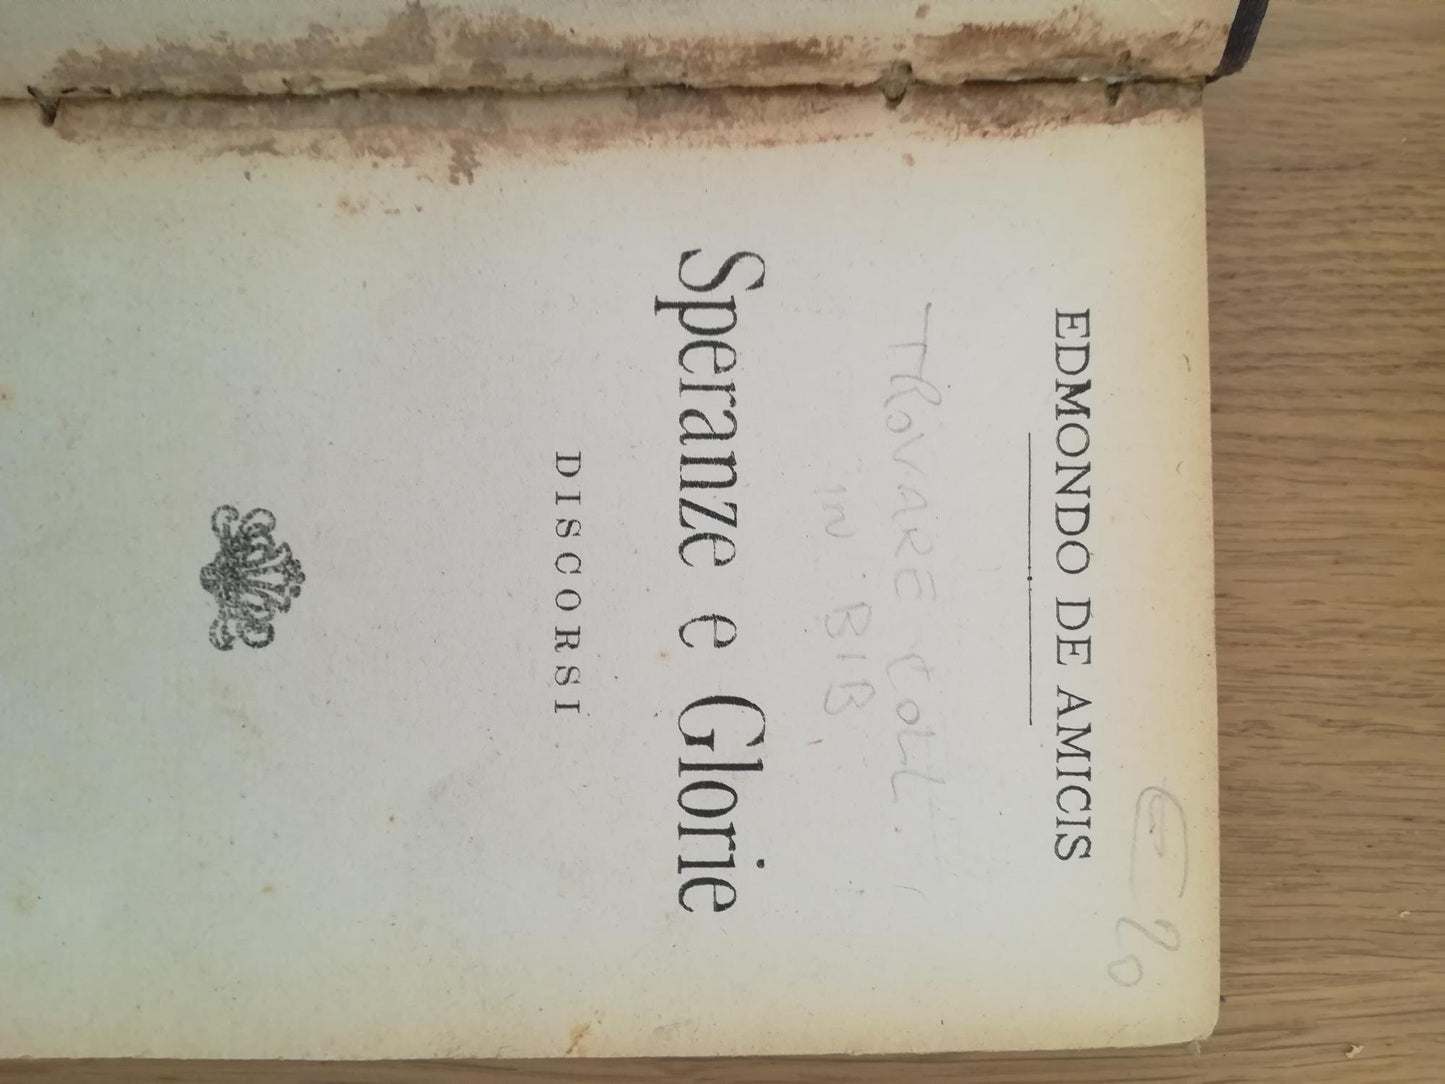 € 20
EDMONDO DE AMICIS
TROVARE COLL.
IN BIB
Speranze e Glorie
DISCORSI